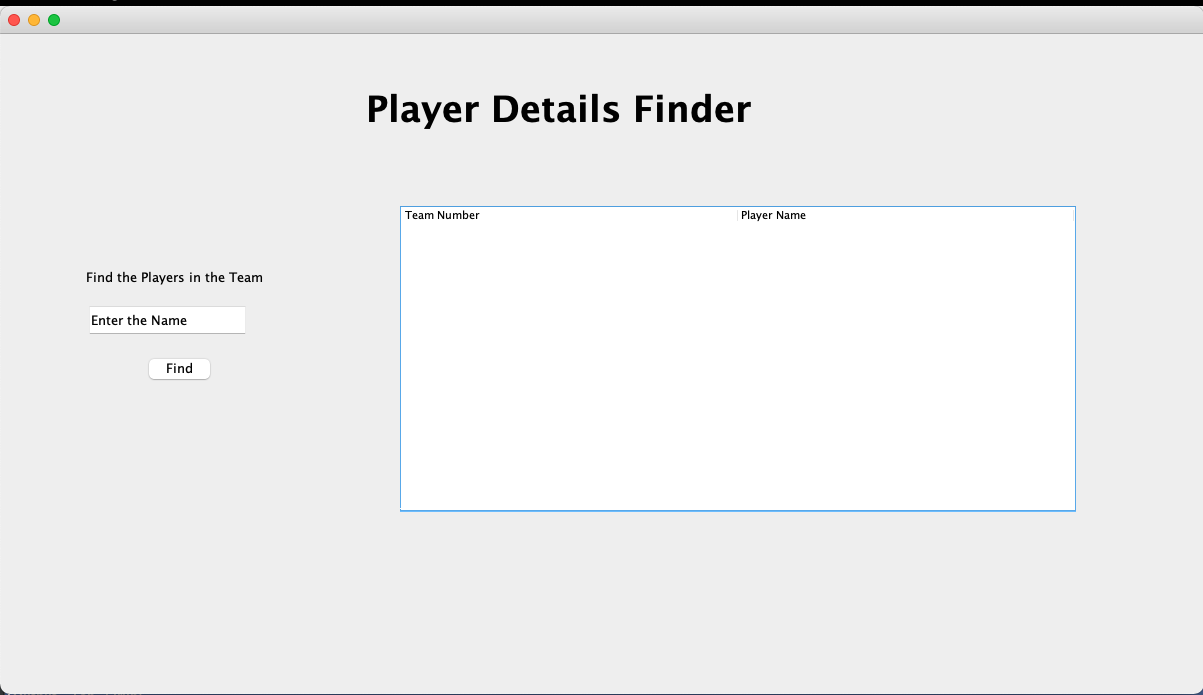 Player Details Finder
Team Number Player Name
Find the Players in the Team
Enter the Name
Find